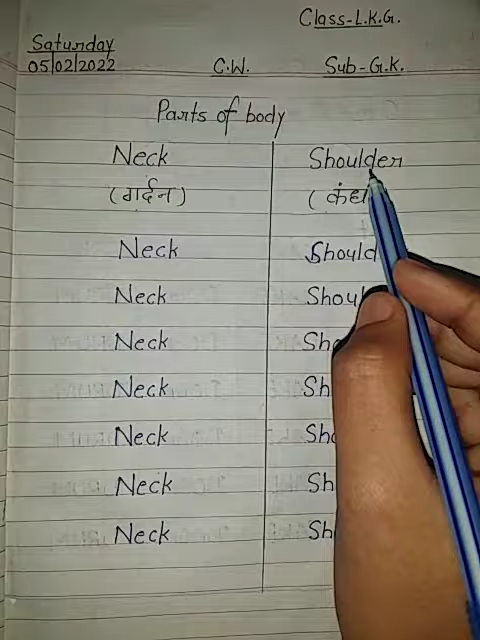 Class-L.K.G.
Saturday
05/02/2022 C.W. Sub-G.K.
Parts of body
Neck Shoulder
(गर्दन)
Neck
Neck
Neck
Neck
Neck
Neck
Neck